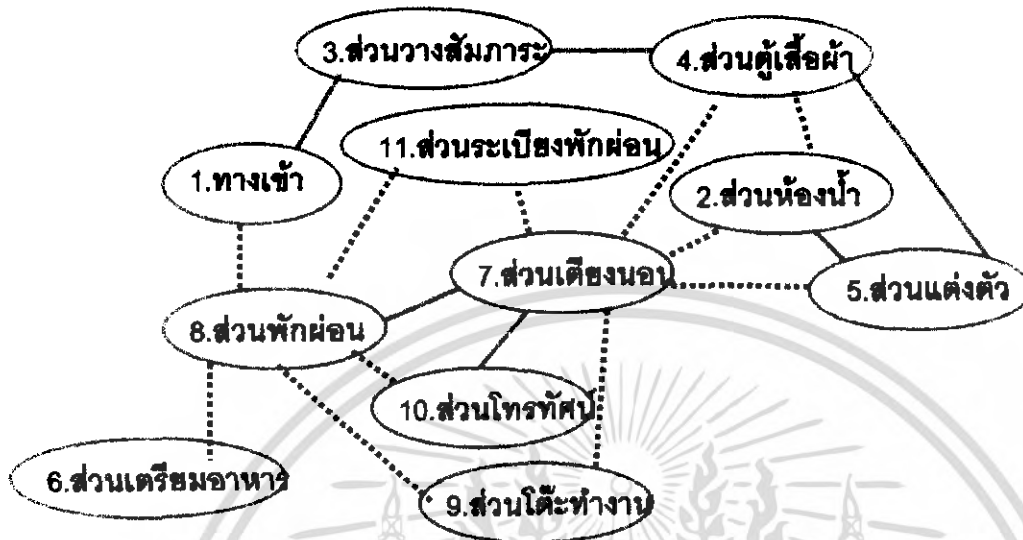 3.ส่วนวางสัมภาระ
4.ส่วนตู้เสื้อผ้า
11.ส่วนระเบียงพักผ่อน
1.ทางเข้า
2.ส่วนห้องน้ำ
7.ส่วนเตียงนอน
5.ส่วนแต่งตัว
8.ส่วนพักผ่อน
10.ส่วนโทรทัศน์
6.ส่วนเตรียมอาหาร
9.ส่วนโต๊ะทำงาน